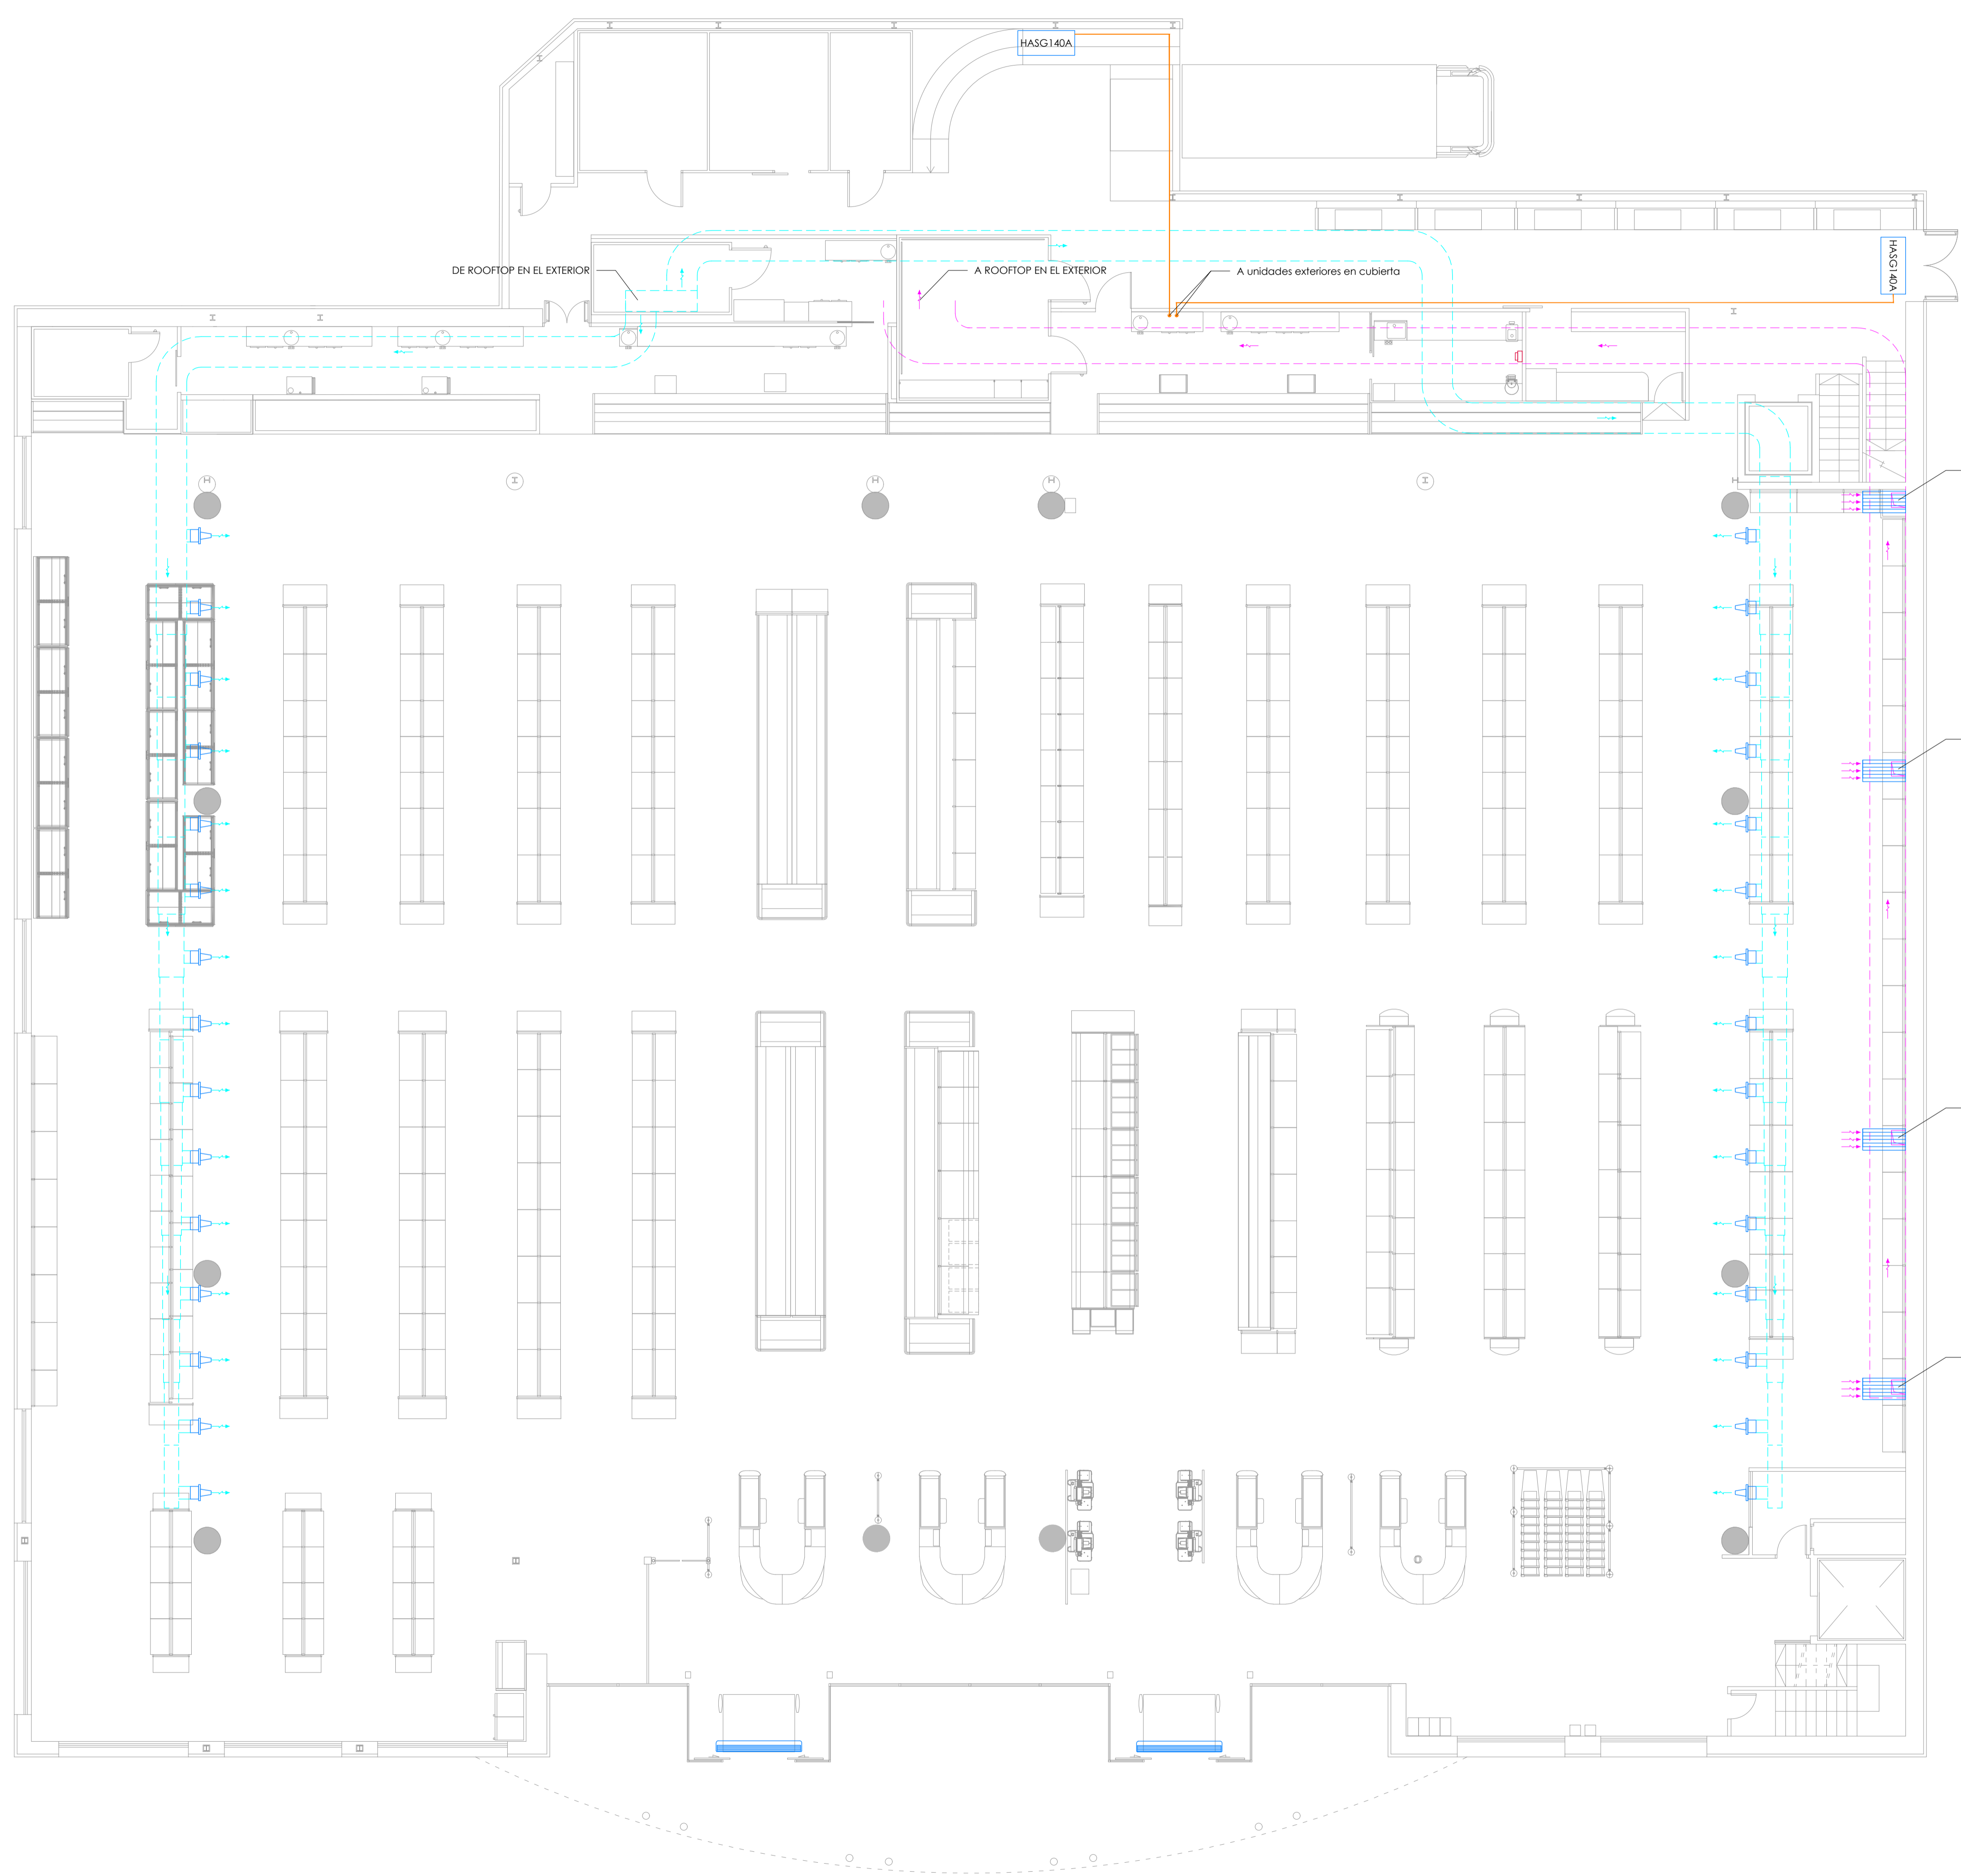 HASG140A
HASG140A
DE ROOFTOP EN EL EXTERIOR
A ROOFTOP EN EL EXTERIOR
A unidades exteriores en cubierta